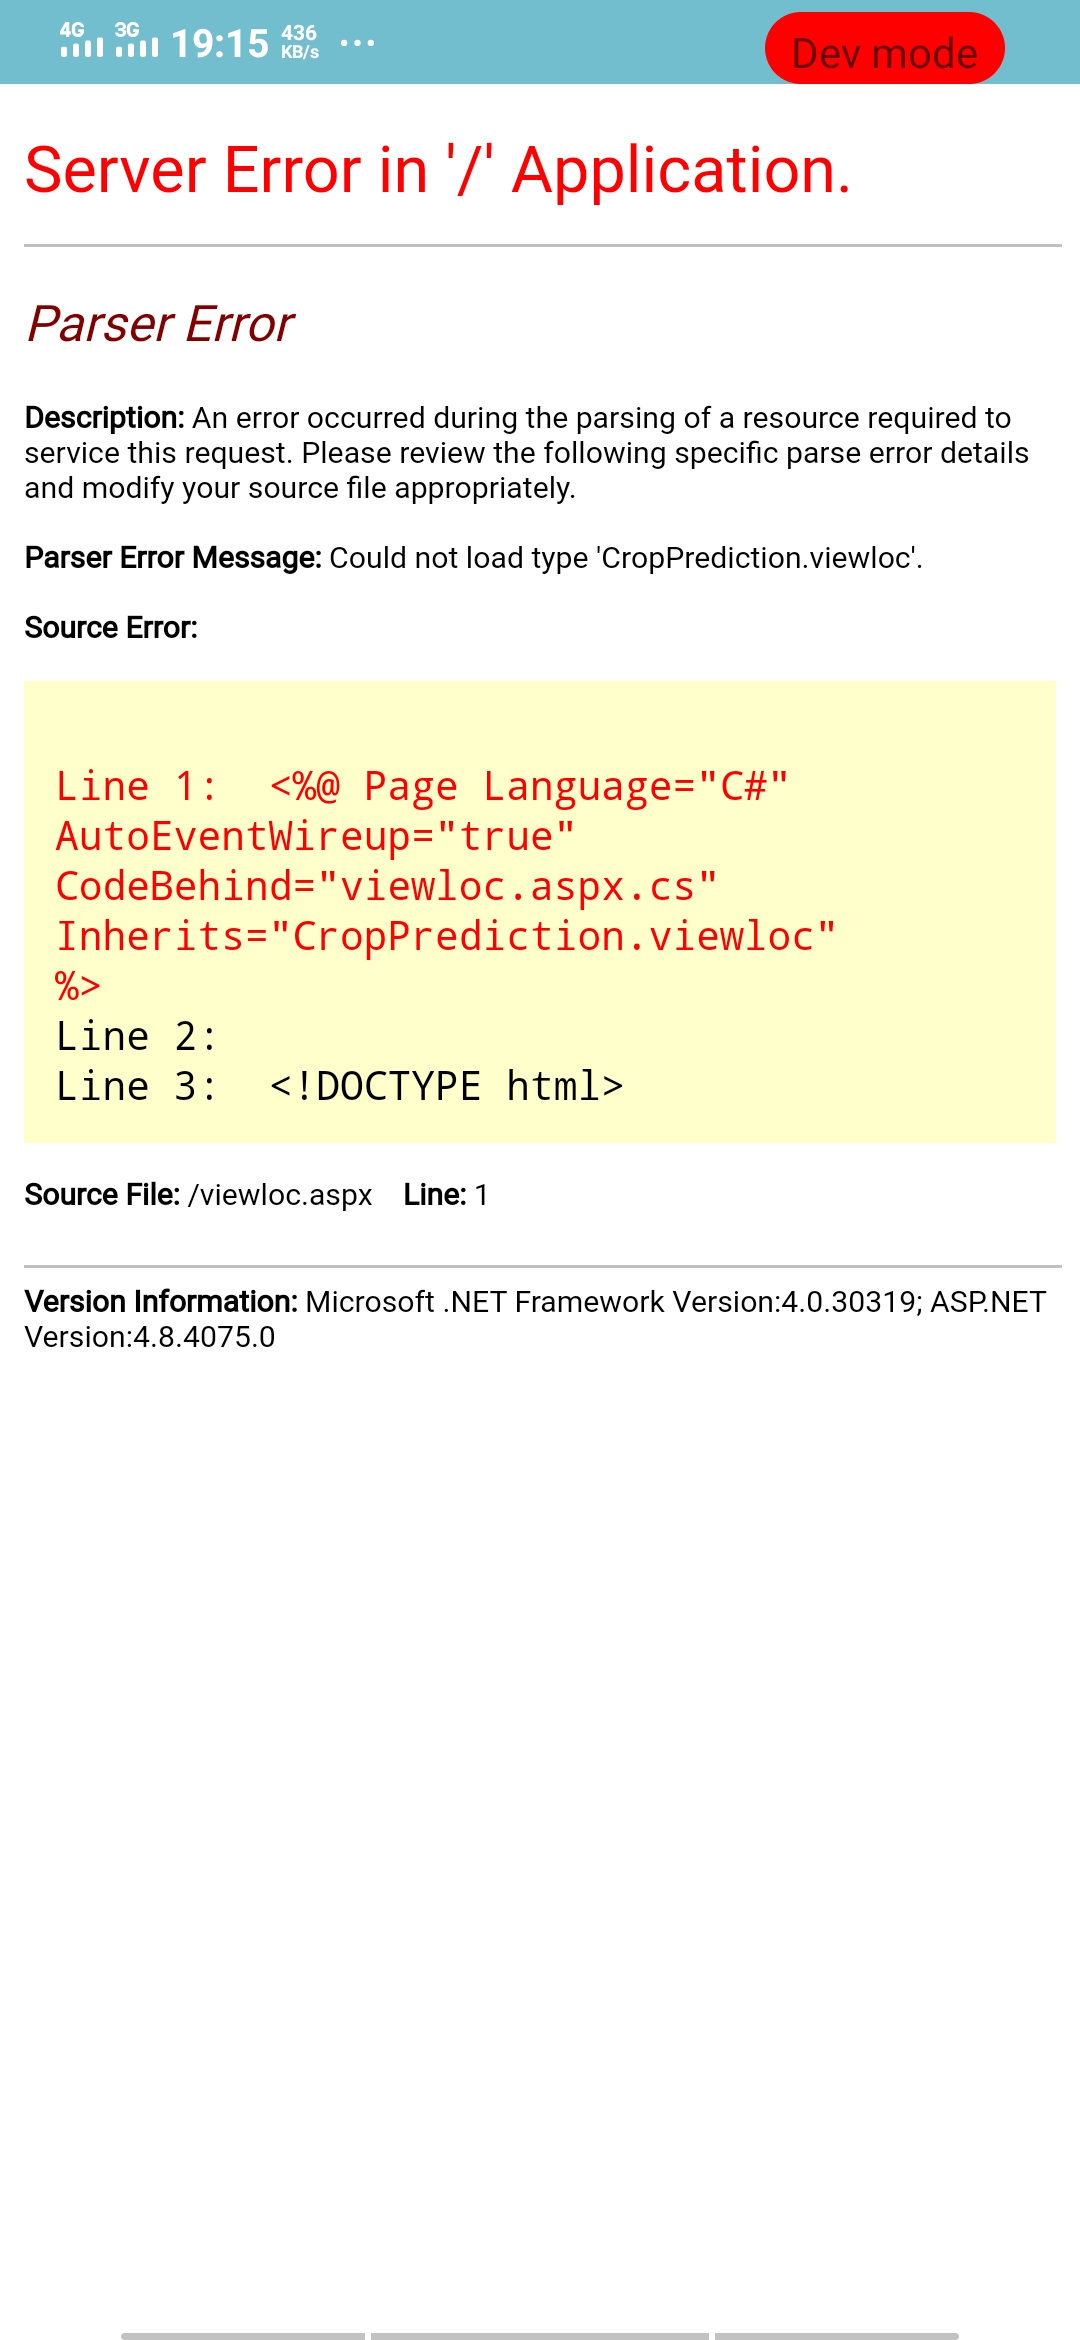 4G 3G 19:15 436 KB/s ...
Dev mode
Server Error in '/' Application.
Parser Error
Description: An error occurred during the parsing of a resource required to
service this request. Please review the following specific parse error details
and modify your source file appropriately.
Parser Error Message: Could not load type 'CropPrediction.viewloc'.
Source Error:
Line 1:  <%@ Page Language="C#"
AutoEventWireup="true"
CodeBehind="viewloc.aspx.cs"
Inherits="CropPrediction.viewloc"
%>
Line 2:
Line 3:  <!DOCTYPE html>
Source File: /viewloc.aspx    Line: 1
Version Information: Microsoft .NET Framework Version:4.0.30319; ASP.NET
Version:4.8.4075.0